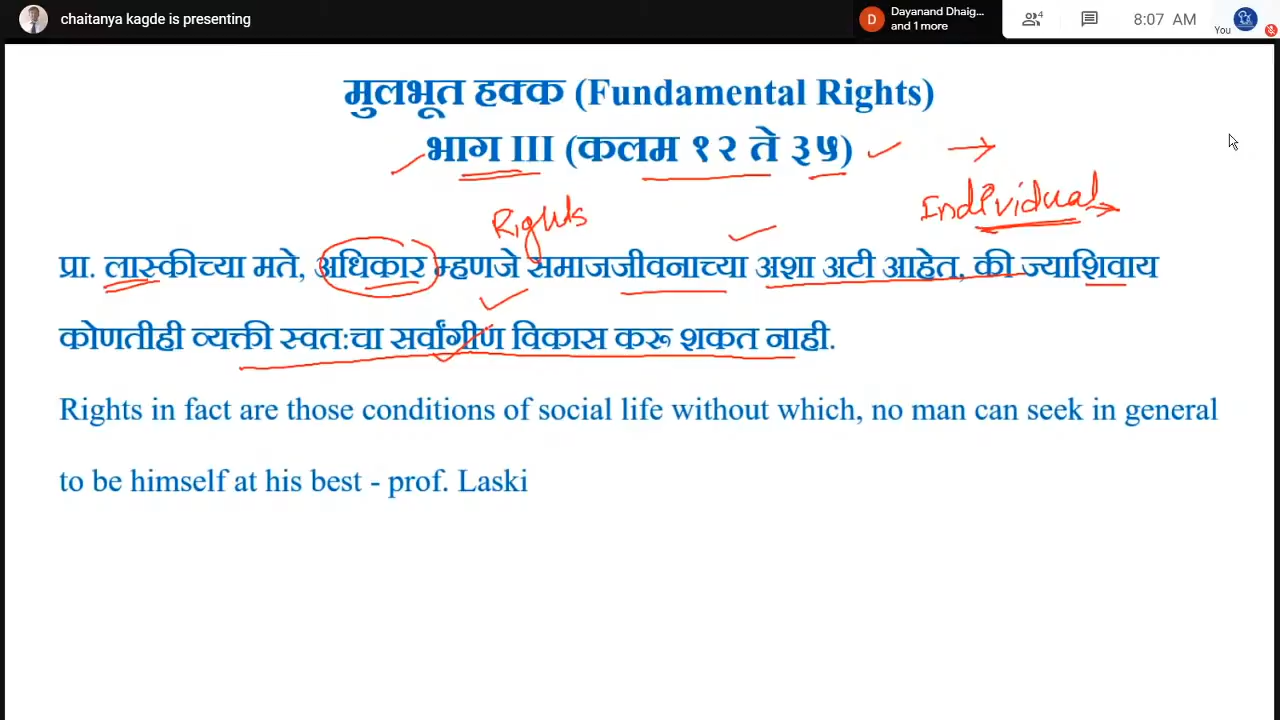 chaitanya kagde is presenting
D
Dayanand Dhaig...
and 1 more
4
8:07 AM
You
मुलभूत हक्क (Fundamental Rights)
भाग III (कलम १२ ते ३५)
Individual
Rights
प्रा. लास्कीच्या मते, अधिकार म्हणजे समाजजीवनाच्या अशा अटी आहेत, की ज्याशिवाय
कोणतीही व्यक्ती स्वतःचा सर्वांगीण विकास करू शकत नाही.
Rights in fact are those conditions of social life without which, no man can seek in general
to be himself at his best - prof. Laski